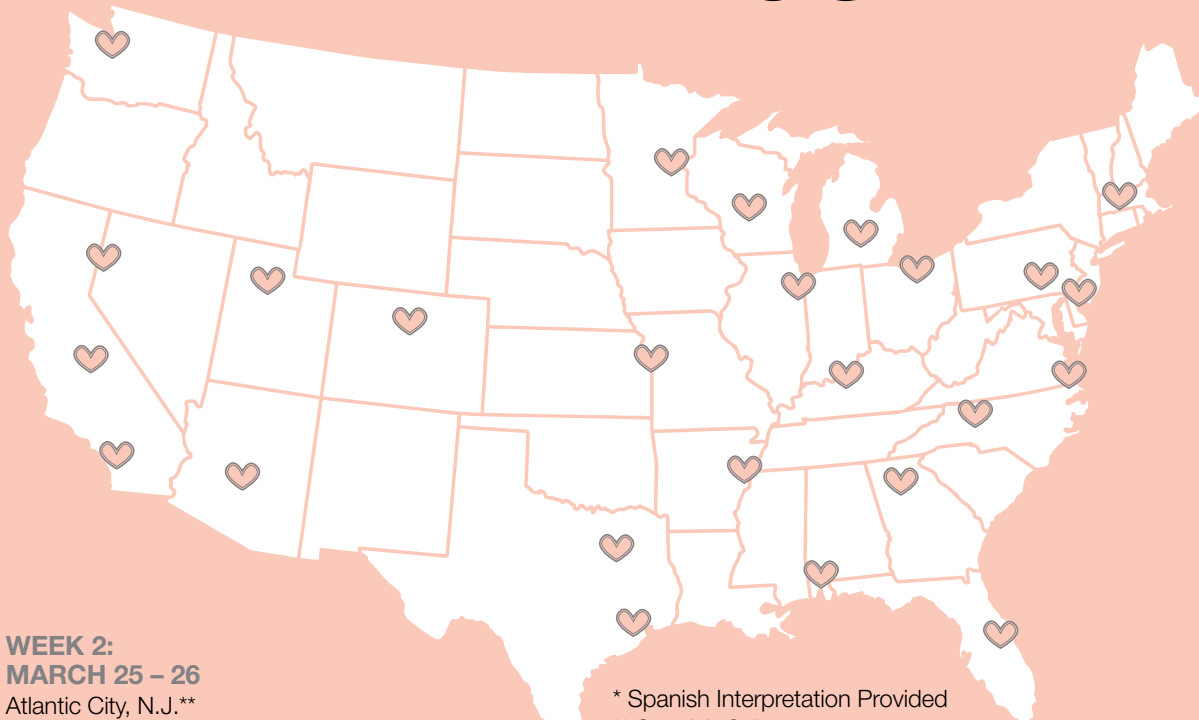 WEEK 2:
MARCH 25 – 26
Atlantic City, N.J.**
* Spanish Interpretation Provided